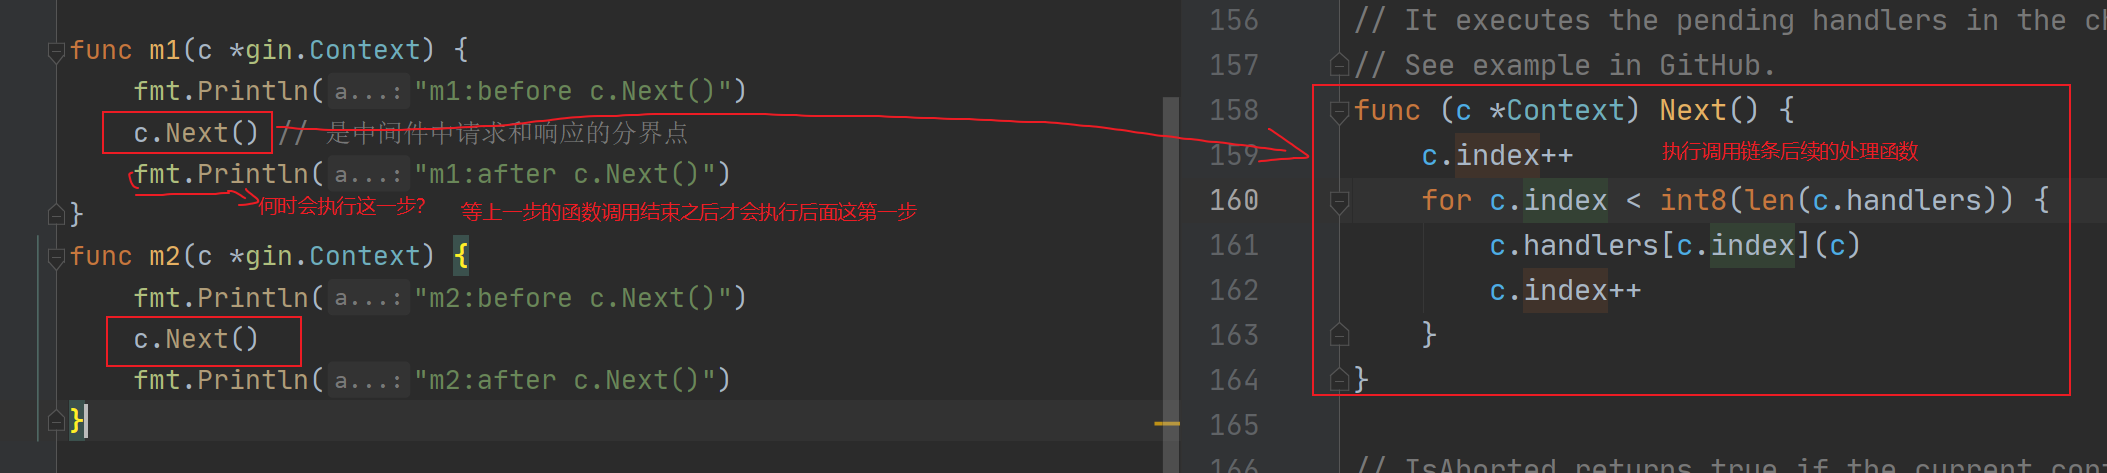 func m1(c *gin.Context) {
fmt.Println( a...: "m1:before c.Next()")
c.Next() // 是中间件中请求和响应的分界点
fmt.Println( a...: "m1:after c.Next()")
何时会执行这一步? 等上一步的函数调用结束之后才会执行后面这第一步
}
func m2(c *gin.Context) {
fmt.Println( a...: "m2:before c.Next()")
c.Next()
fmt.Println( a...: "m2:after c.Next()")
}
156 // It executes the pending handlers in the ch
157 // See example in GitHub.
158 func (c *Context) Next() {
159 c.index++ 执行调用链条后续的处理函数
160 for c.index < int8(len(c.handlers)) {
161 c.handlers[c.index](c)
162 c.index++
163 }
164 }
165
166 // IsAborted returns true if the current con